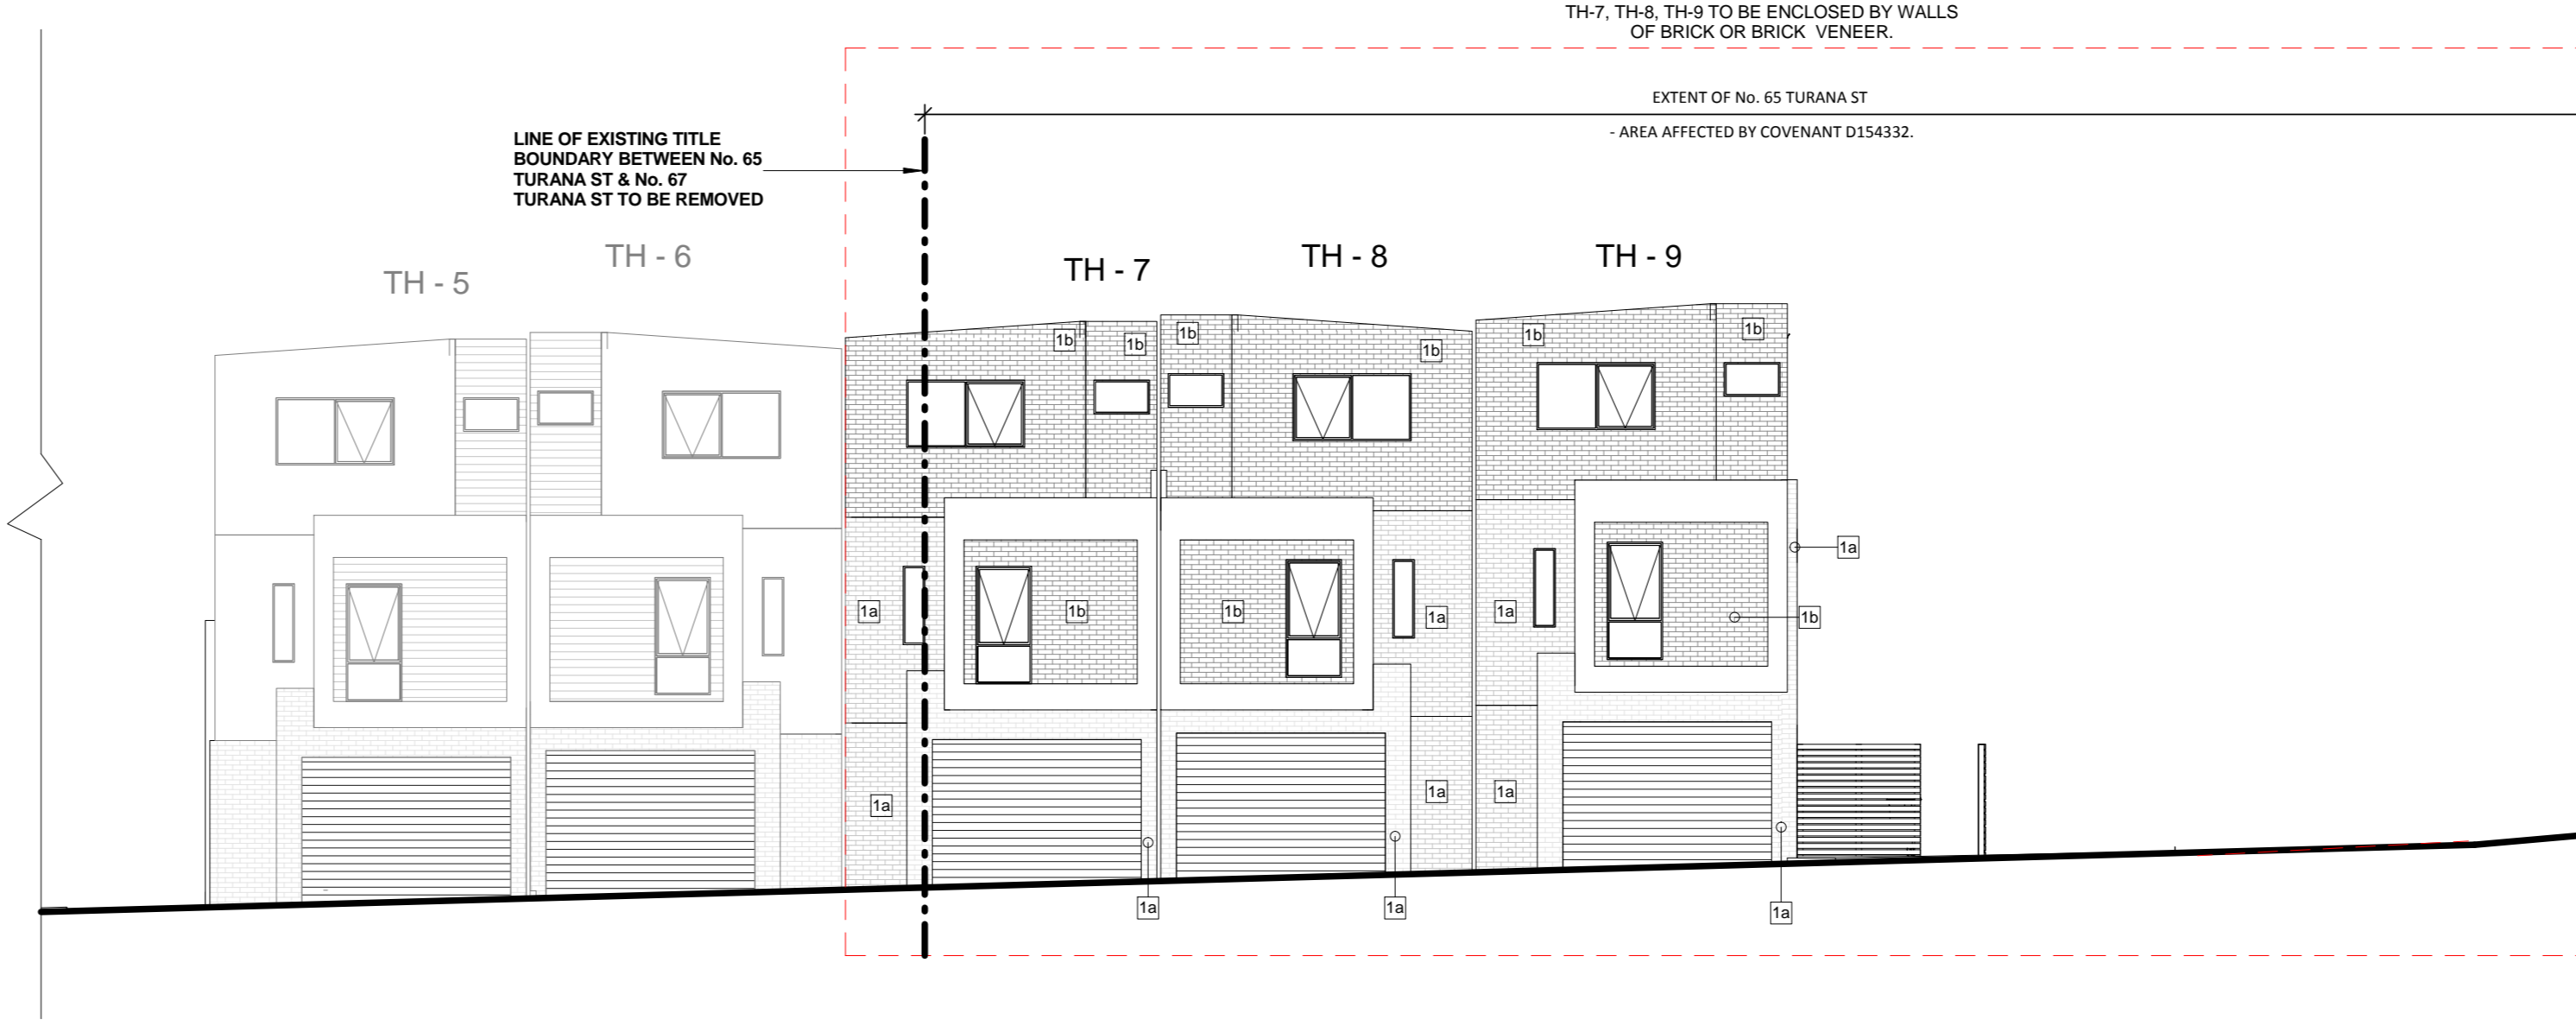 TH-7, TH-8, TH-9 TO BE ENCLOSED BY WALLS
OF BRICK OR BRICK VENEER.
EXTENT OF No. 65 TURANA ST
- AREA AFFECTED BY COVENANT D154332.
LINE OF EXISTING TITLE
BOUNDARY BETWEEN No. 65
TURANA ST & No. 67
TURANA ST TO BE REMOVED
TH - 5
TH - 6
TH - 7
TH - 8
TH - 9
1b
1b
1b
1b
1b
1b
1a
1b
1b
1a
1a
1a
1b
1a
1a
1a
1a
1a
1a